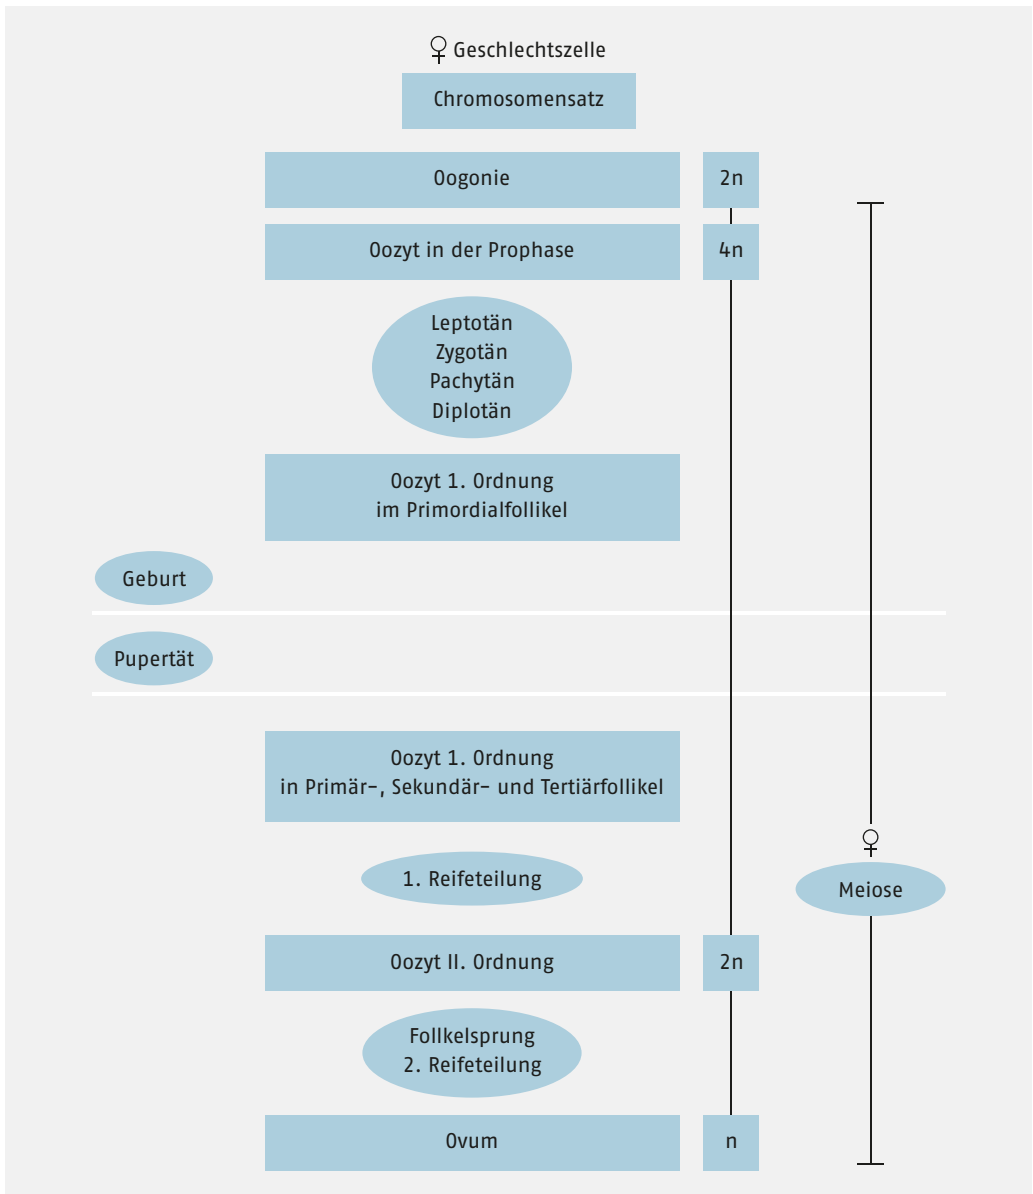 ♀ Geschlechtszelle
Chromosomensatz
Oogonie
2n
Oozyt in der Prophase
4n
Leptotän
Zygotän
Pachytän
Diplotän
Oozyt 1. Ordnung
im Primordialfollikel
Geburt
Pupertät
Oozyt 1. Ordnung
in Primär-, Sekundär- und Tertiärfollikel
♀
1. Reifeteilung
Meiose
Oozyt II. Ordnung
2n
Follkelsprung
2. Reifeteilung
Ovum
n